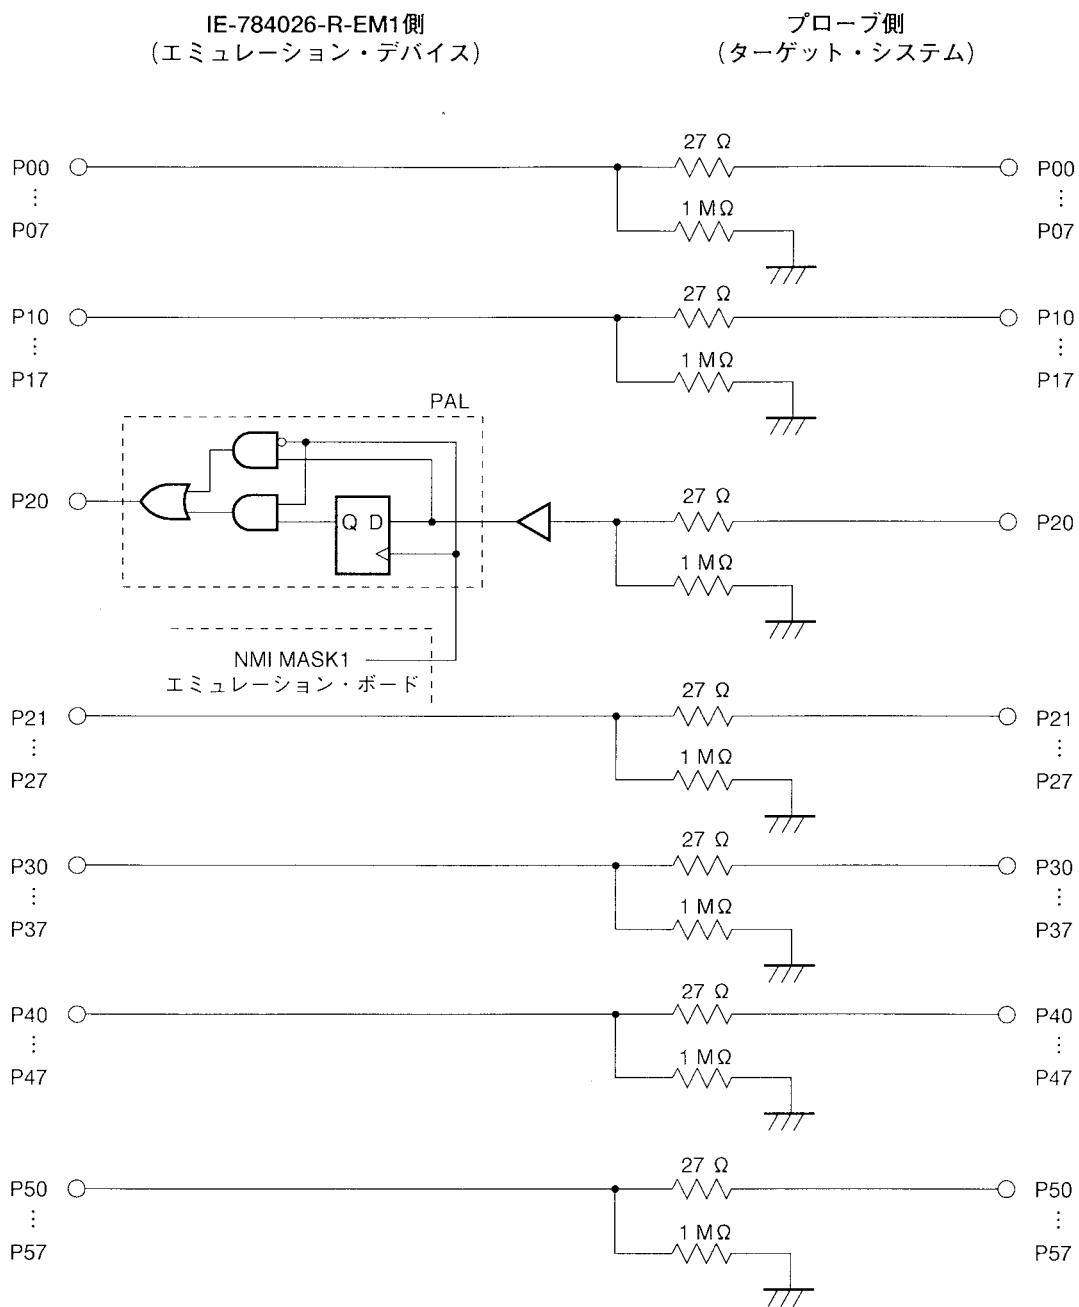 IE-784026-R-EM1側
(エミュレーション・デバイス)
プローブ側
(ターゲット・システム)
27 Ω
P00
P00
⋮
⋮
1 MΩ
P07
P07
27 Ω
P10
P10
⋮
⋮
1 MΩ
P17
P17
PAL
27 Ω
P20
Q D
P20
1 MΩ
NMI MASK1
エミュレーション・ボード
27 Ω
P21
P21
⋮
⋮
1 MΩ
P27
P27
27 Ω
P30
P30
⋮
⋮
1 MΩ
P37
P37
27 Ω
P40
P40
⋮
⋮
1 MΩ
P47
P47
27 Ω
P50
P50
⋮
⋮
1 MΩ
P57
P57